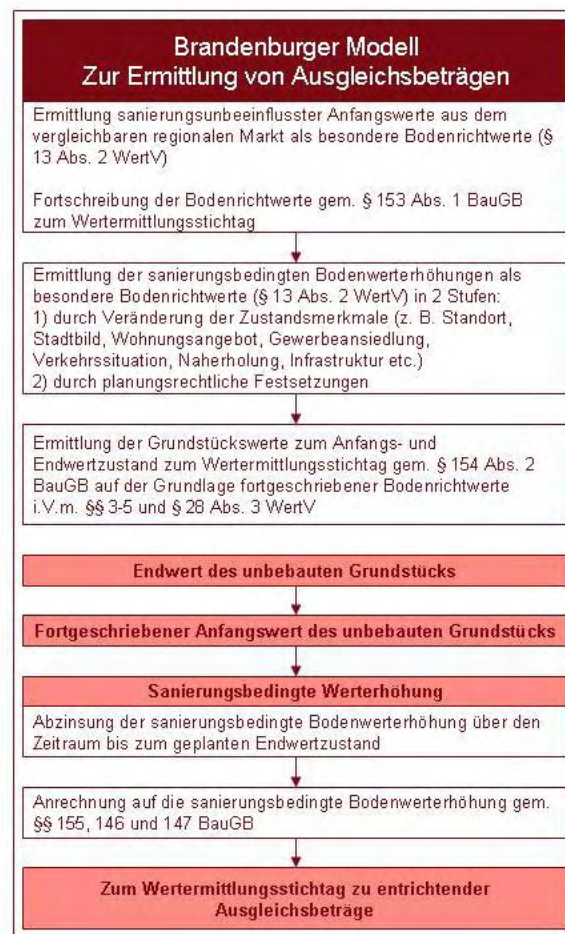 Brandenburger Modell
Zur Ermittlung von Ausgleichsbeträgen
Ermittlung sanierungsunbeeinflusster Anfangswerte aus dem
vergleichbaren regionalen Markt als besondere Bodenrichtwerte (§
13 Abs. 2 WertV)
Fortschreibung der Bodenrichtwerte gem. § 153 Abs. 1 BauGB
zum Wertermittlungsstichtag
Ermittlung der sanierungsbedingten Bodenwerterhöhungen als
besondere Bodenrichtwerte (§ 13 Abs. 2 WertV) in 2 Stufen:
1) durch Veränderung der Zustandsmerkmale (z. B. Standort,
Stadtbild, Wohnungsangebot, Gewerbeansiedlung,
Verkehrssituation, Naherholung, Infrastruktur etc.)
2) durch planungsrechtliche Festsetzungen
Ermittlung der Grundstückswerte zum Anfangs- und
Endwertzustand zum Wertermittlungsstichtag gem. § 154 Abs. 2
BauGB auf der Grundlage fortgeschriebener Bodenrichtwerte
i.V.m. §§ 3-5 und § 28 Abs. 3 WertV
Endwert des unbebauten Grundstücks
Fortgeschriebener Anfangswert des unbebauten Grundstücks
Sanierungsbedingte Werterhöhung
Abzinsung der sanierungsbedingte Bodenwerterhöhung über den
Zeitraum bis zum geplanten Endwertzustand
Anrechnung auf die sanierungsbedingte Bodenwerterhöhung gem.
§§ 155, 146 und 147 BauGB
Zum Wertermittlungsstichtag zu entrichtender
Ausgleichsbeträge